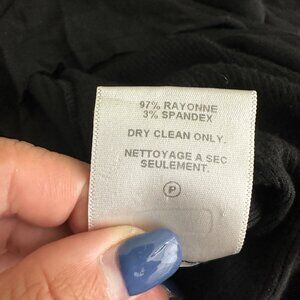 97% RAYONNE
3% SPANDEX
DRY CLEAN ONLY.
NETTOYAGE A SEC
SEULEMENT.
P